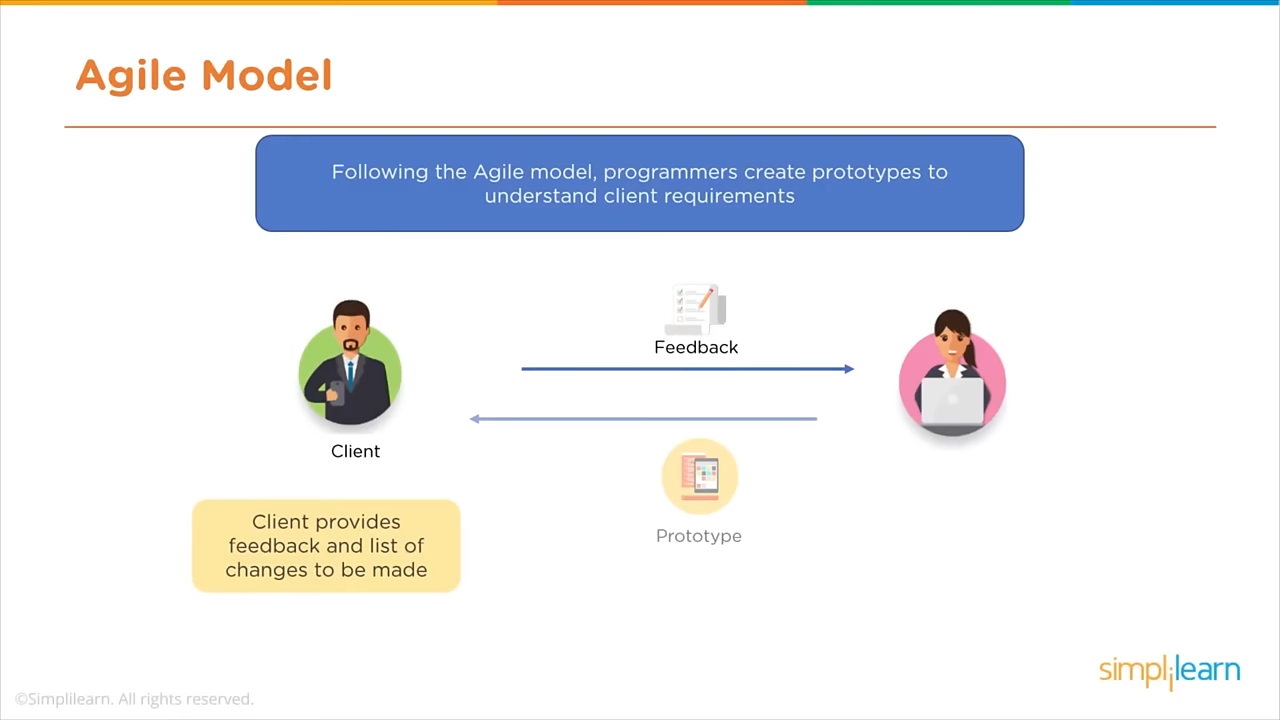 Agile Model
Following the Agile model, programmers create prototypes to
understand client requirements
Feedback
Client
Prototype
Client provides
feedback and list of
changes to be made
simplilearn
©Simplilearn. All rights reserved.